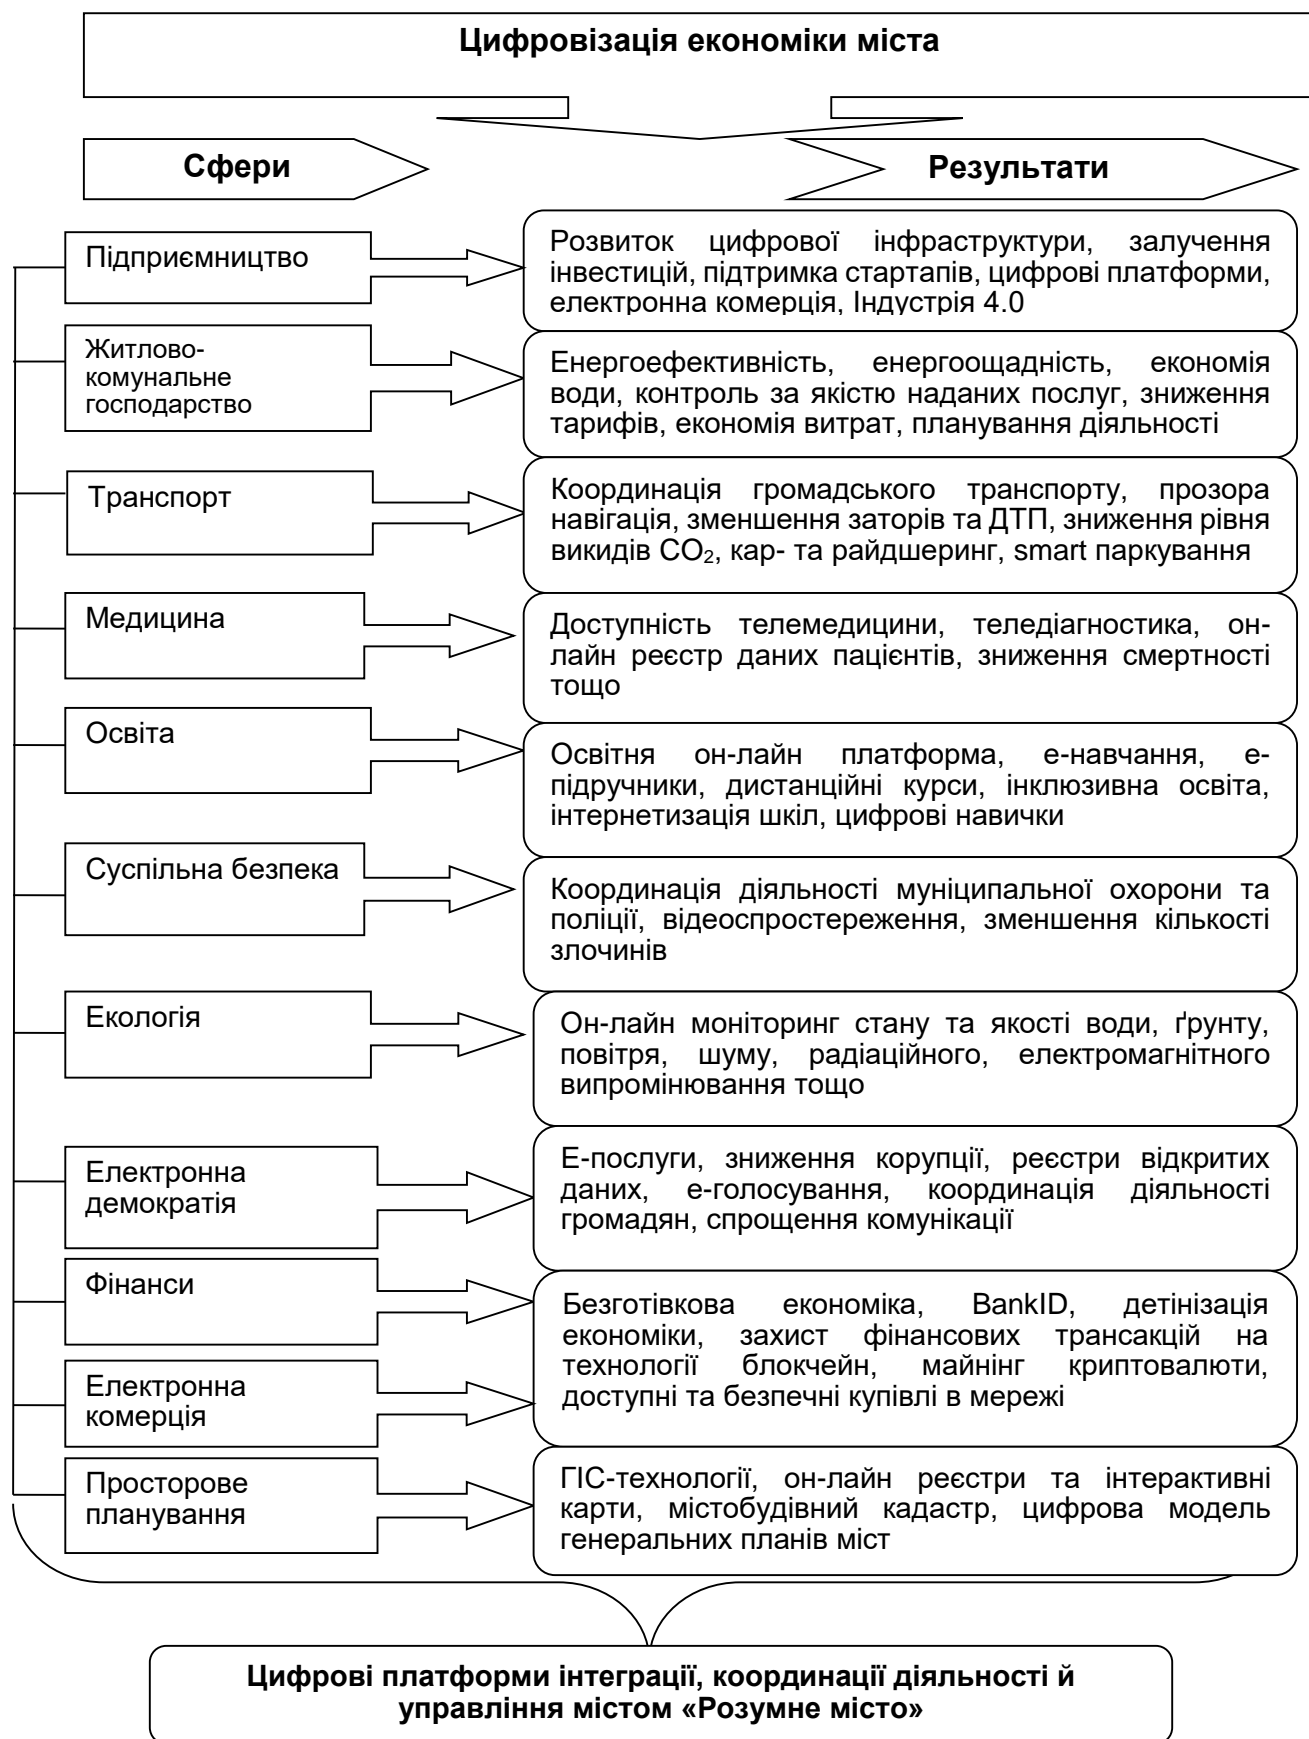 Цифровізація економіки міста
Сфери
Результати
Підприємництво
Розвиток цифрової інфраструктури, залучення
інвестицій, підтримка стартапів, цифрові платформи,
електронна комерція, Індустрія 4.0
Житлово-
комунальне
господарство
Енергоефективність, енергоощадність, економія
води, контроль за якістю наданих послуг, зниження
тарифів, економія витрат, планування діяльності
Транспорт
Координація громадського транспорту, прозора
навігація, зменшення заторів та ДТП, зниження рівня
викидів CO₂, кар- та райдшеринг, smart паркування
Медицина
Доступність телемедицини, теледіагностика, он-
лайн реєстр даних пацієнтів, зниження смертності
тощо
Освіта
Освітня он-лайн платформа, е-навчання, е-
підручники, дистанційні курси, інклюзивна освіта,
інтернетизація шкіл, цифрові навички
Суспільна безпека
Координація діяльності муніципальної охорони та
поліції, відеоспростереження, зменшення кількості
злочинів
Екологія
Он-лайн моніторинг стану та якості води, ґрунту,
повітря, шуму, радіаційного, електромагнітного
випромінювання тощо
Електронна
демократія
Е-послуги, зниження корупції, реєстри відкритих
даних, е-голосування, координація діяльності
громадян, спрощення комунікації
Фінанси
Безготівкова економіка, BankID, детінізація
економіки, захист фінансових трансакцій на
технології блокчейн, майнінг криптовалюти,
доступні та безпечні купівлі в мережі
Електронна
комерція
Просторове
планування
ГІС-технології, он-лайн реєстри та інтерактивні
карти, містобудівний кадастр, цифрова модель
генеральних планів міст
Цифрові платформи інтеграції, координації діяльності й
управління містом «Розумне місто»